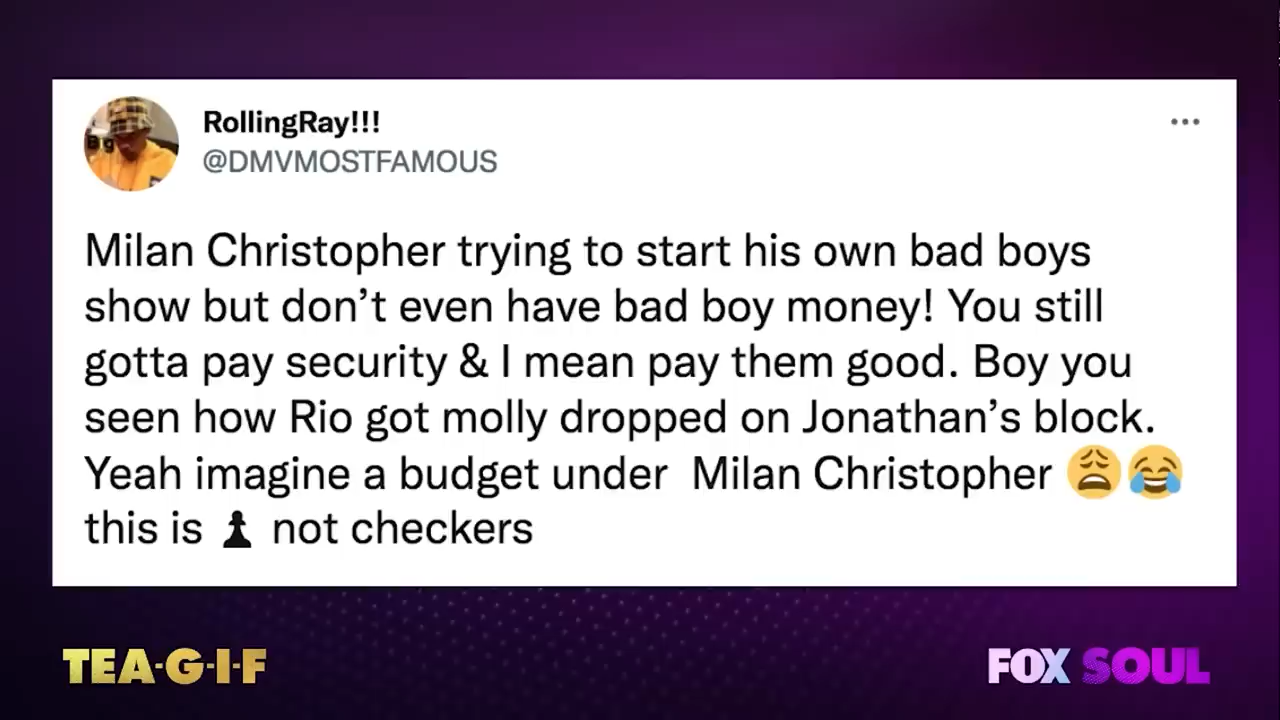 RollingRay!!!
@DMVMOSTFAMOUS
Milan Christopher trying to start his own bad boys
show but don’t even have bad boy money! You still
gotta pay security & I mean pay them good. Boy you
seen how Rio got molly dropped on Jonathan’s block.
Yeah imagine a budget under  Milan Christopher 😩😂
this is ♟ not checkers
TEA-G-I-F
FOX SOUL